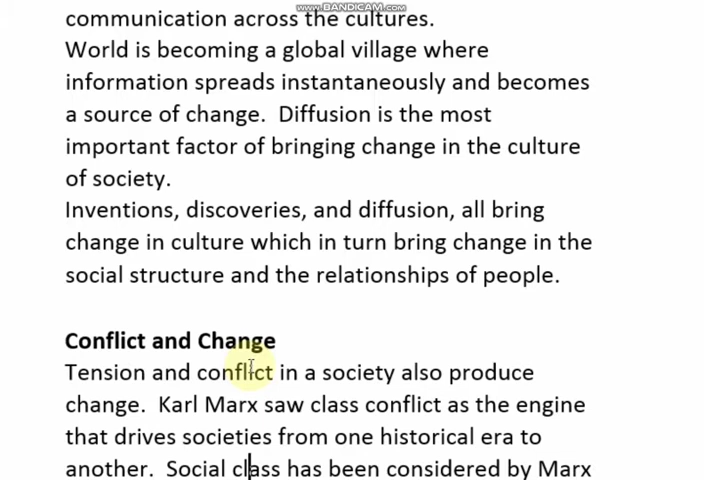 www.BANDICAM.com
communication across the cultures.
World is becoming a global village where
information spreads instantaneously and becomes
a source of change.  Diffusion is the most
important factor of bringing change in the culture
of society.
Inventions, discoveries, and diffusion, all bring
change in culture which in turn bring change in the
social structure and the relationships of people.
Conflict and Change
Tension and conflict in a society also produce
change.  Karl Marx saw class conflict as the engine
that drives societies from one historical era to
another.  Social class has been considered by Marx